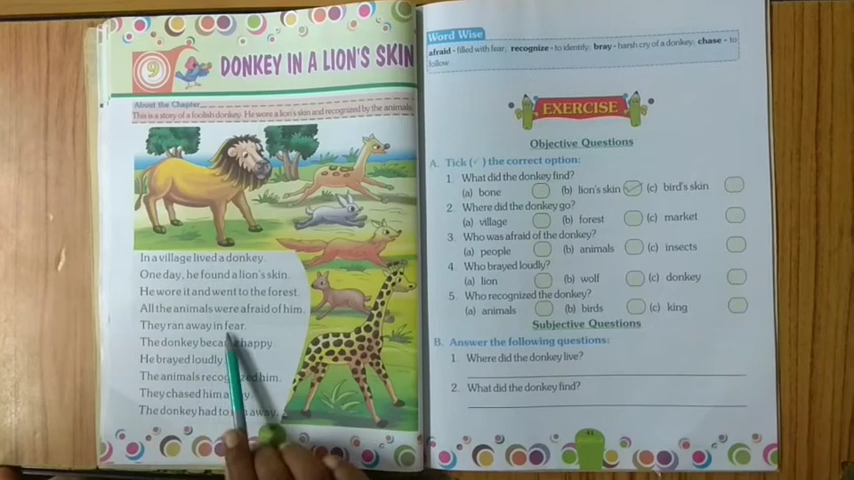 9
DONKEY IN A LION'S SKIN
About the Chapter
This is a story of a foolish donkey. He wore a lion's skin and recognized by the animals.
In a village lived a donkey.
One day, he found a lion's skin.
He wore it and went to the forest.
All the animals were afraid of him.
They ran away in fear.
The donkey became happy
He brayed loudly
The animals recognized him.
They chased him away
The donkey had to run away.
Word Wise
afraid - filled with fear, recognize - to identify, bray - harsh cry of a donkey, chase - to
follow
EXERCISE
Objective Questions
A. Tick (✓) the correct option:
1. What did the donkey find?
(a) bone (b) lion's skin ✓ (c) bird's skin
2. Where did the donkey go?
(a) village (b) forest (c) market
3. Who was afraid of the donkey?
(a) people (b) animals (c) insects
4. Who brayed loudly?
(a) lion (b) wolf (c) donkey
5. Who recognized the donkey?
(a) animals (b) birds (c) king
Subjective Questions
B. Answer the following questions:
1 Where did the donkey live?
2. What did the donkey find?